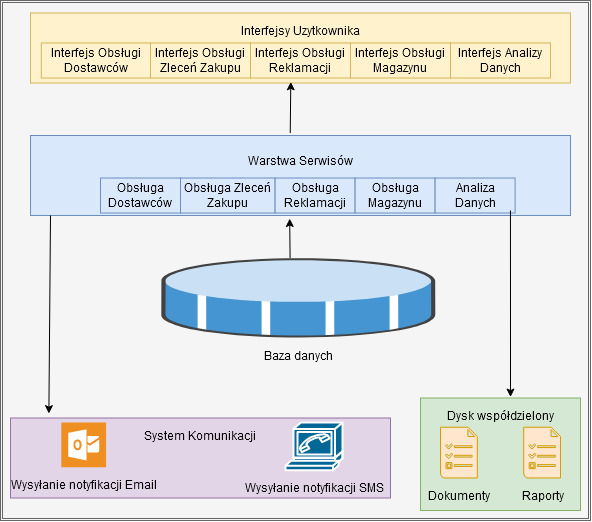 Interfejsy Uzytkownika
Interfejs Obsługi Dostawców
Interfejs Obsługi Zleceń Zakupu
Interfejs Obsługi Reklamacji
Interfejs Obsługi Magazynu
Interfejs Analizy Danych
Warstwa Serwisów
Obsługa Dostawców
Obsługa Zleceń Zakupu
Obsługa Reklamacji
Obsługa Magazynu
Analiza Danych
Baza danych
System Komunikacji
Wysyłanie notyfikacji Email
Wysyłanie notyfikacji SMS
Dysk współdzielony
Dokumenty
Raporty